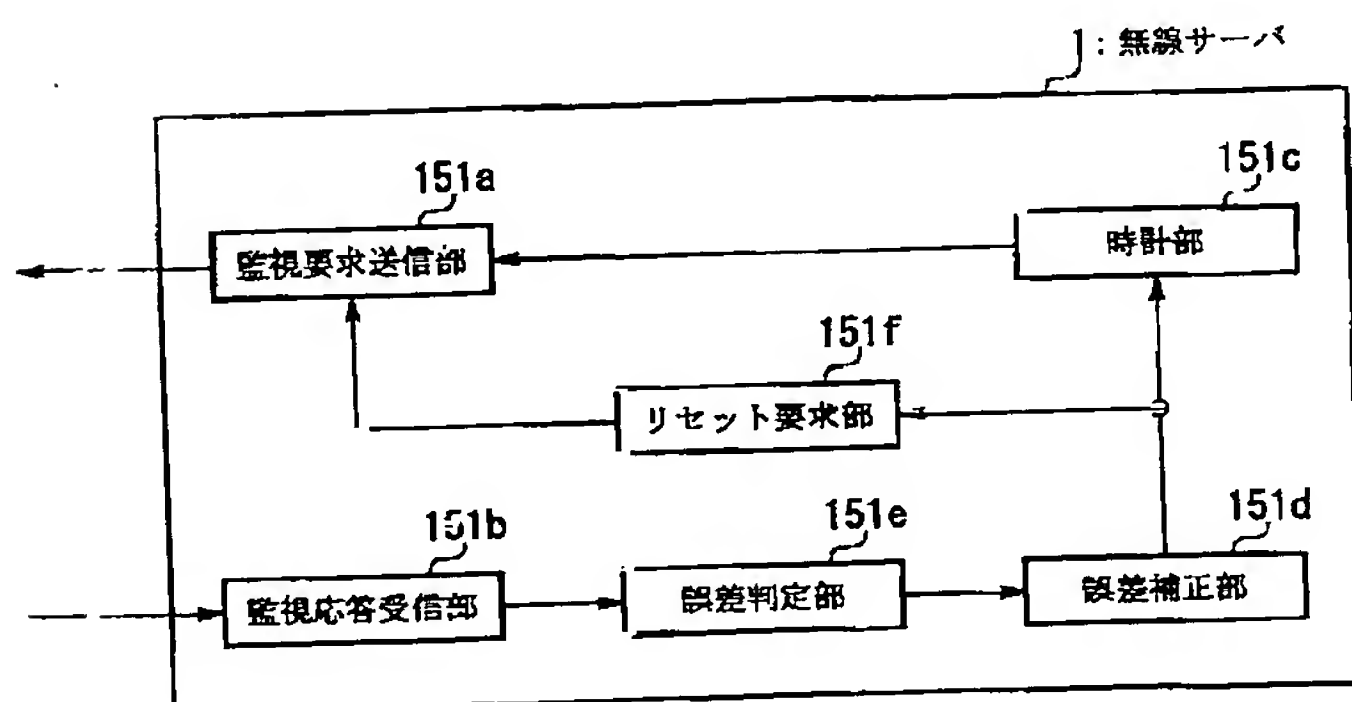 1:無線サーバ
151a
監視要求送信部
151c
時計部
151f
リセット要求部
151b
監視応答受信部
151e
誤差判定部
151d
誤差補正部